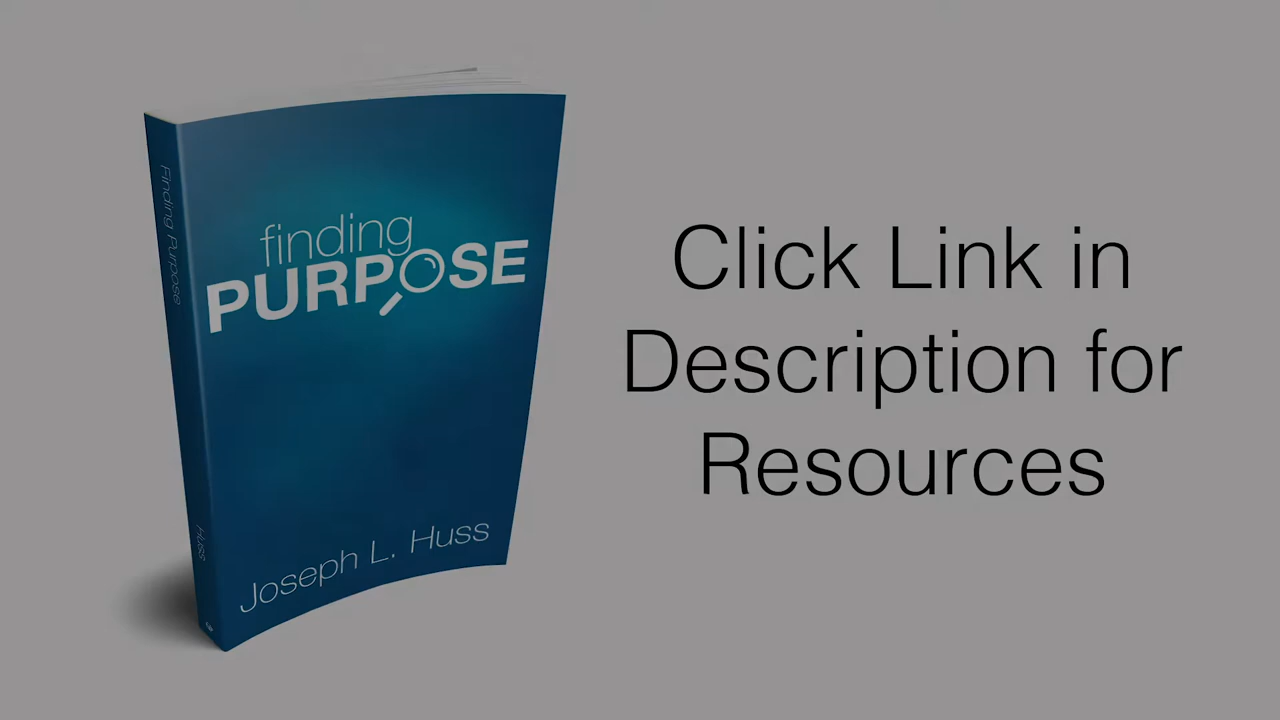 Finding Purpose
Huss
finding
PURPOSE
Joseph L. Huss
Click Link in
Description for
Resources